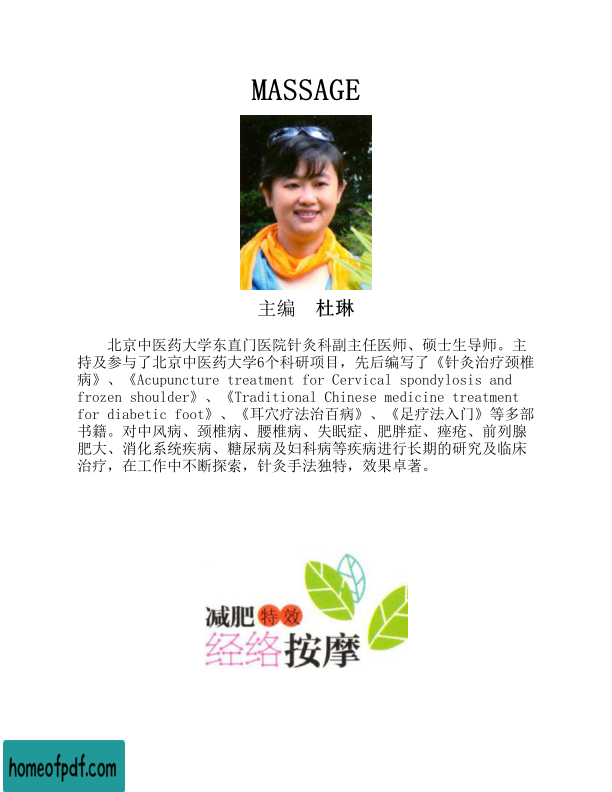 MASSAGE
主编 杜琳
北京中医药大学东直门医院针灸科副主任医师、硕士生导师。主
持及参与了北京中医药大学6个科研项目，先后编写了《针灸治疗颈椎
病》、《Acupuncture treatment for Cervical spondylosis and
frozen shoulder》、《Traditional Chinese medicine treatment
for diabetic foot》、《耳穴疗法治百病》、《足疗法入门》等多部
书籍。对中风病、颈椎病、腰椎病、失眠症、肥胖症、痤疮、前列腺
肥大、消化系统疾病、糖尿病及妇科病等疾病进行长期的研究及临床
治疗，在工作中不断探索，针灸手法独特，效果卓著。
减肥特效
经络按摩
homeofpdf.com